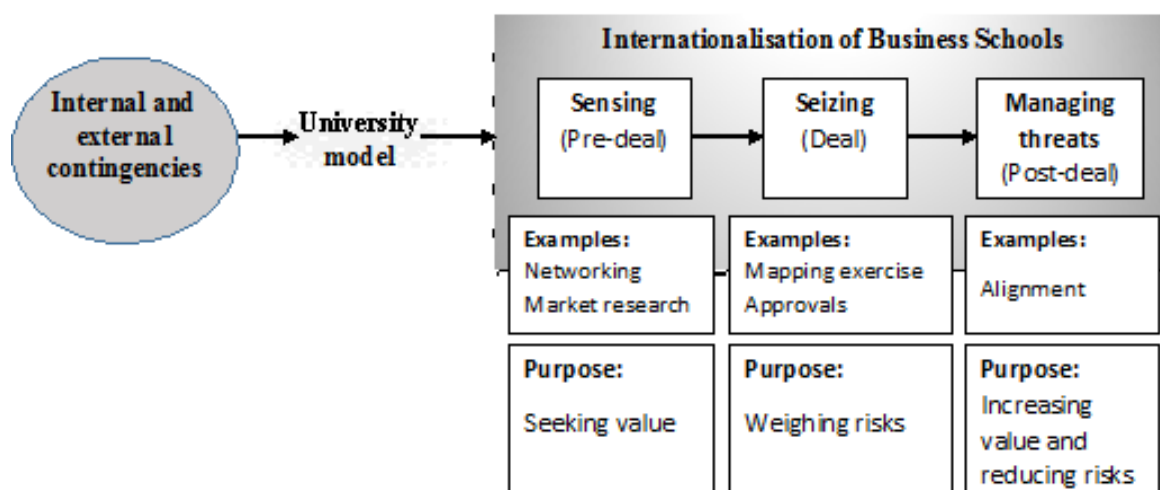 Internationalisation of Business Schools
Internal and
external
contingencies
University
model
Sensing
(Pre-deal)
Seizing
(Deal)
Managing
threats
(Post-deal)
Examples:
Networking
Market research
Examples:
Mapping exercise
Approvals
Examples:
Alignment
Purpose:
Seeking value
Purpose:
Weighing risks
Purpose:
Increasing
value and
reducing risks